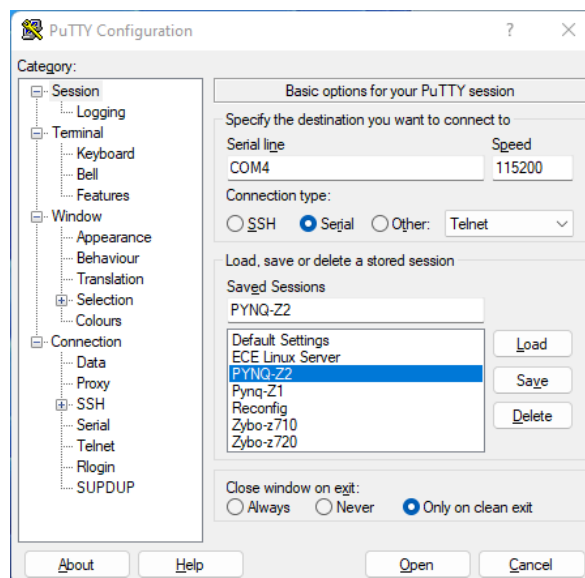 PuTTY Configuration
?
Category:
Session
Logging
Terminal
Keyboard
Bell
Features
Window
Appearance
Behaviour
Translation
Selection
Colours
Connection
Data
Proxy
SSH
Serial
Telnet
Rlogin
SUPDUP
Basic options for your PuTTY session
Specify the destination you want to connect to
Serial line Speed
COM4 115200
Connection type:
SSH Serial Other: Telnet
Load, save or delete a stored session
Saved Sessions
PYNQ-Z2
Default Settings
ECE Linux Server
PYNQ-Z2
Pynq-Z1
Reconfig
Zybo-z710
Zybo-z720
Load
Save
Delete
Close window on exit:
Always Never Only on clean exit
About Help Open Cancel